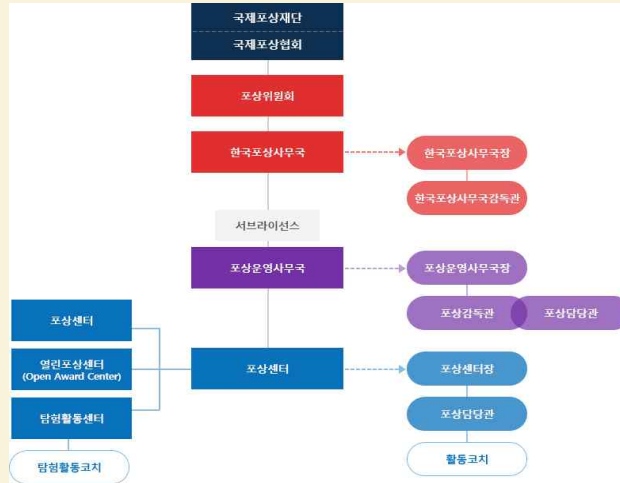 국제포상재단
국제포상협회
포상위원회
한국포상사무국
한국포상사무국장
한국포상사무국감독관
서브라이선스
포상운영사무국
포상운영사무국장
포상감독관
포상담당관
포상센터
열린포상센터
(Open Award Center)
탐험활동센터
탐험활동코치
포상센터
포상센터장
포상담당관
활동코치